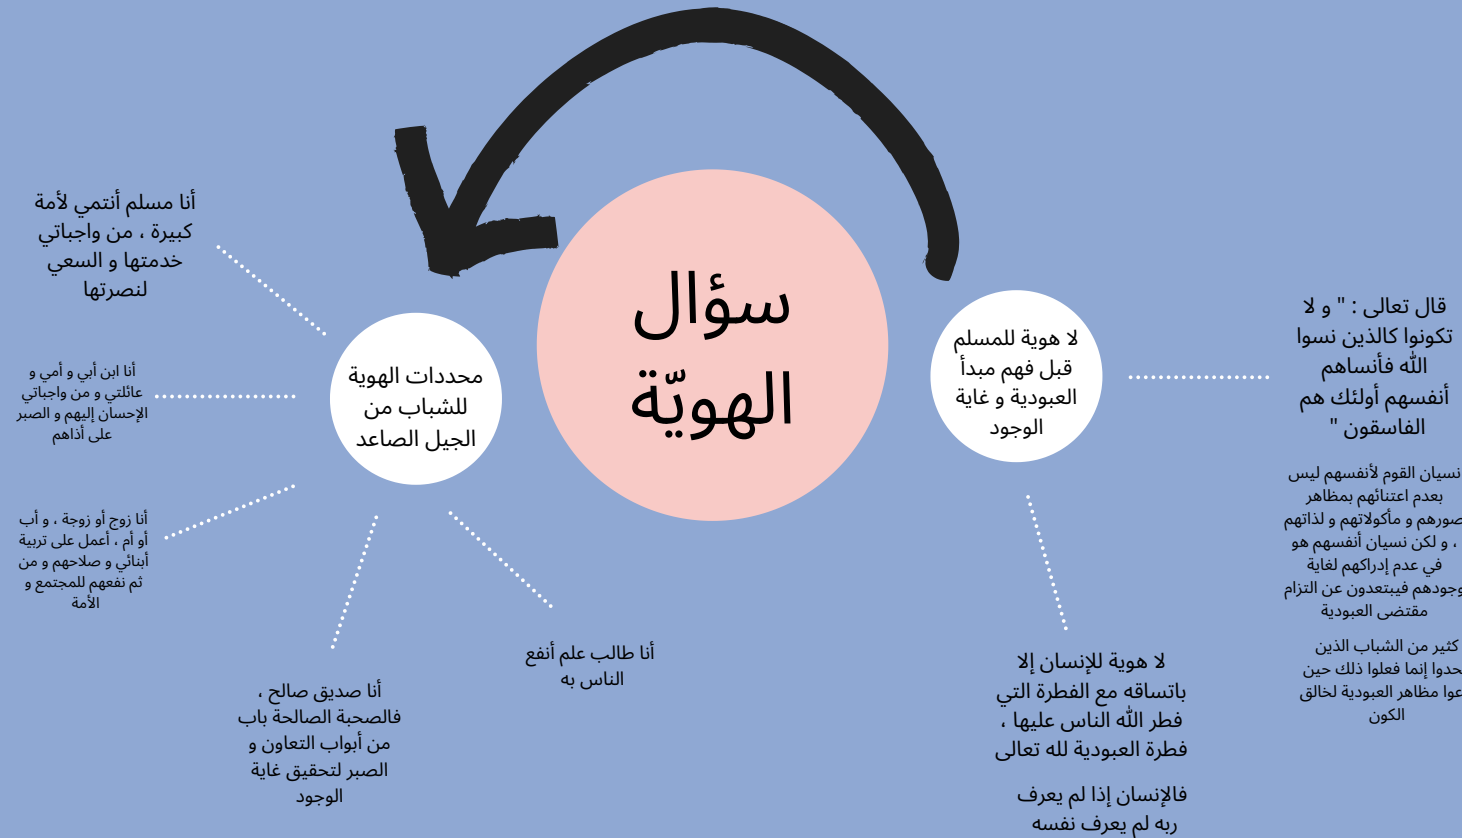 سؤال
الهويّة
لا هوية للمسلم
قبل فهم مبدأ
العبودية و غاية
الوجود
قال تعالى : " و لا
تكونوا كالذين نسوا
الله فأنساهم
أنفسهم أولئك هم
الفاسقون "
نسيان القوم لأنفسهم ليس
بعدم اعتنائهم بمظاهر
صورهم و مأكولاتهم و لذاتهم
، و لكن نسيان أنفسهم هو
في عدم إدراكهم لغاية
وجودهم فيبتعدون عن التزام
مقتضى العبودية
كثير من الشباب الذين
إنما فعلوا ذلك حين
مظاهر العبودية لخالق
الكون
لا هوية للإنسان إلا
باتساقه مع الفطرة التي
فطر الله الناس عليها ،
فطرة العبودية لله تعالى
فالإنسان إذا لم يعرف
ربه لم يعرف نفسه
محددات الهوية
للشباب من
الجيل الصاعد
أنا مسلم أنتمي لأمة
كبيرة ، من واجباتي
خدمتها و السعي
لنصرتها
أنا ابن أبي و أمي و
عائلتي و من واجباتي
الإحسان إليهم و الصبر
على أذاهم
أنا زوج أو زوجة ، و أب
أو أم ، أعمل على تربية
أبنائي و صلاحهم و من
ثم نفعهم للمجتمع و
الأمة
أنا صديق صالح ،
فالصحبة الصالحة باب
من أبواب التعاون و
الصبر لتحقيق غاية
الوجود
أنا طالب علم أنفع
الناس به